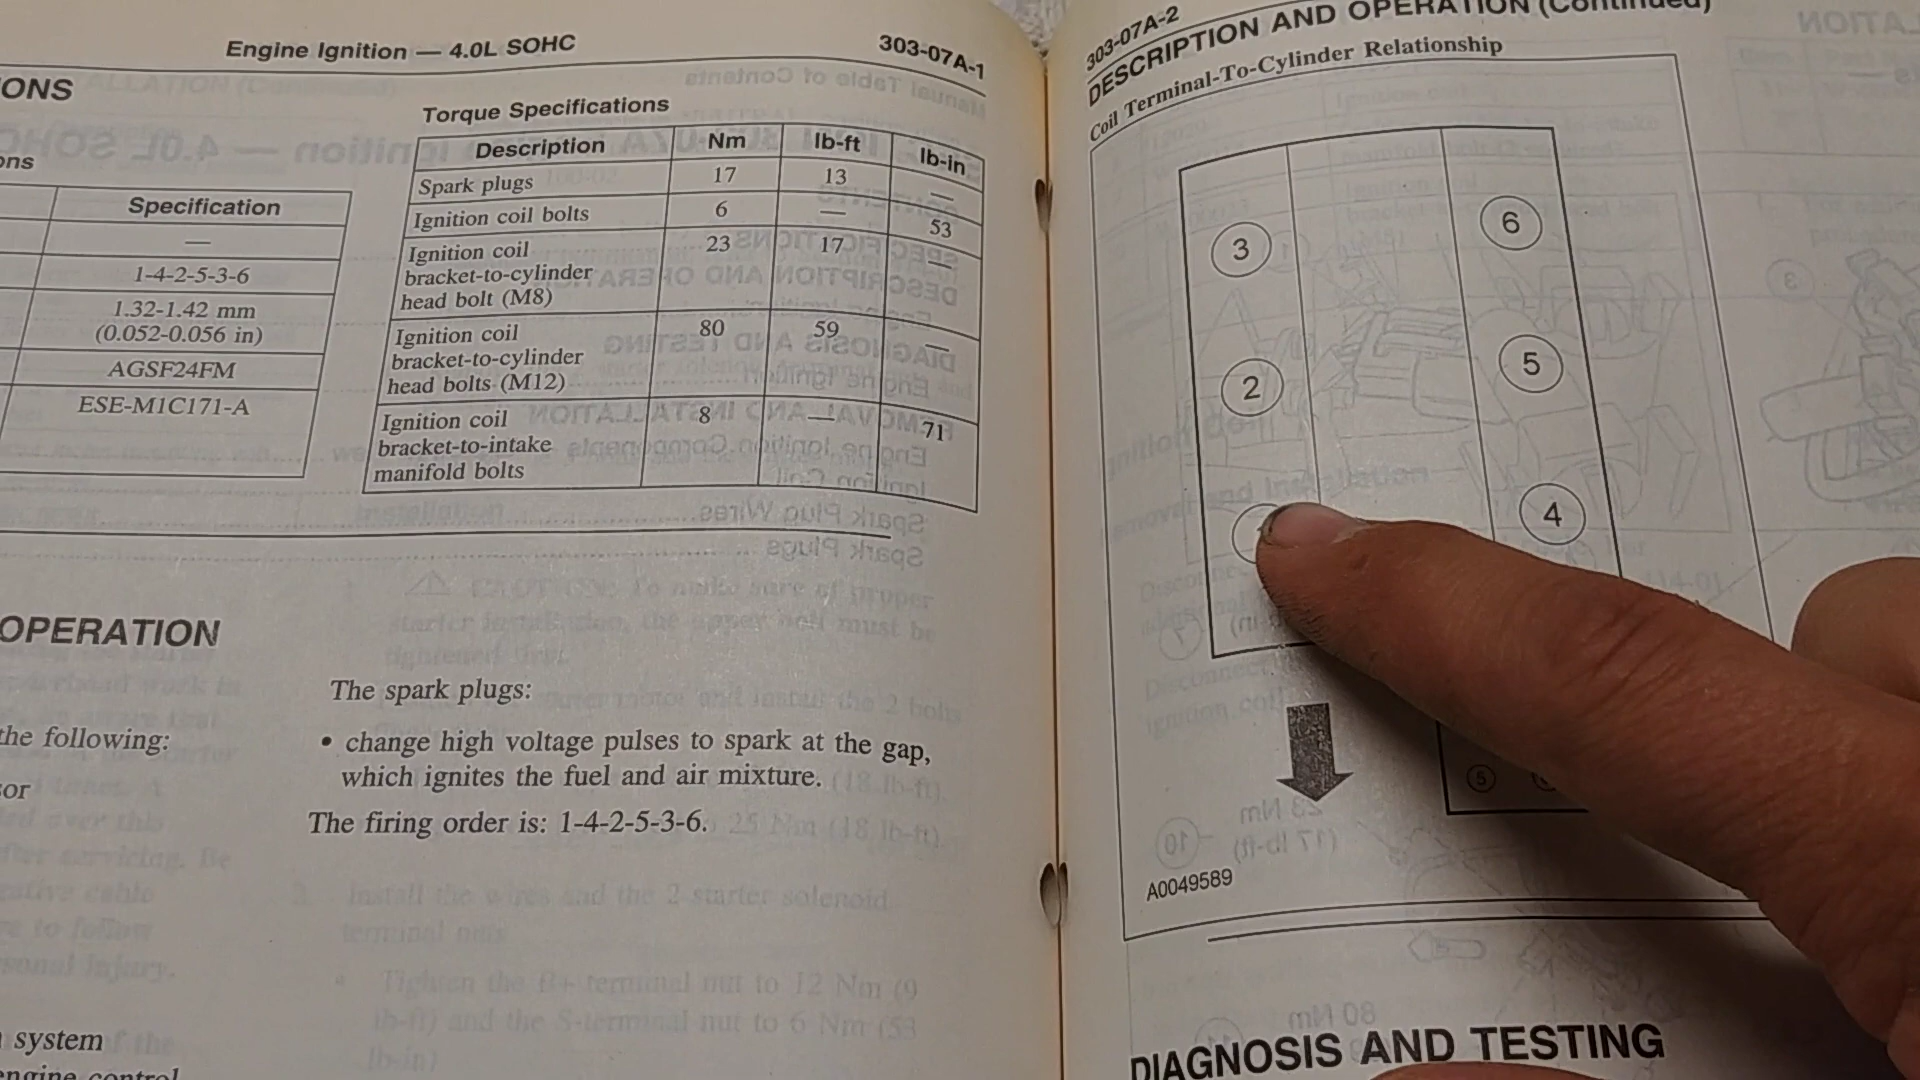 Engine Ignition — 4.0L SOHC
303-07A-1
ONS
ons
Specification
—
1-4-2-5-3-6
1.32-1.42 mm
(0.052-0.056 in)
AGSF24FM
ESE-M1C171-A
Torque Specifications
Description Nm lb-ft lb-in
Spark plugs 17 13 —
Ignition coil bolts 6 — 53
Ignition coil 23 17 —
bracket-to-cylinder
head bolt (M8)
Ignition coil 80 59 —
bracket-to-cylinder
head bolts (M12)
Ignition coil 8 — 71
bracket-to-intake
manifold bolts
OPERATION
the following:
sor
system
engine control
The spark plugs:
• change high voltage pulses to spark at the gap,
which ignites the fuel and air mixture.
The firing order is: 1-4-2-5-3-6.
303-07A-2
DESCRIPTION AND OPERATION (Continued)
Coil Terminal-To-Cylinder Relationship
3 6
2 5
4
5
A0049589
DIAGNOSIS AND TESTING